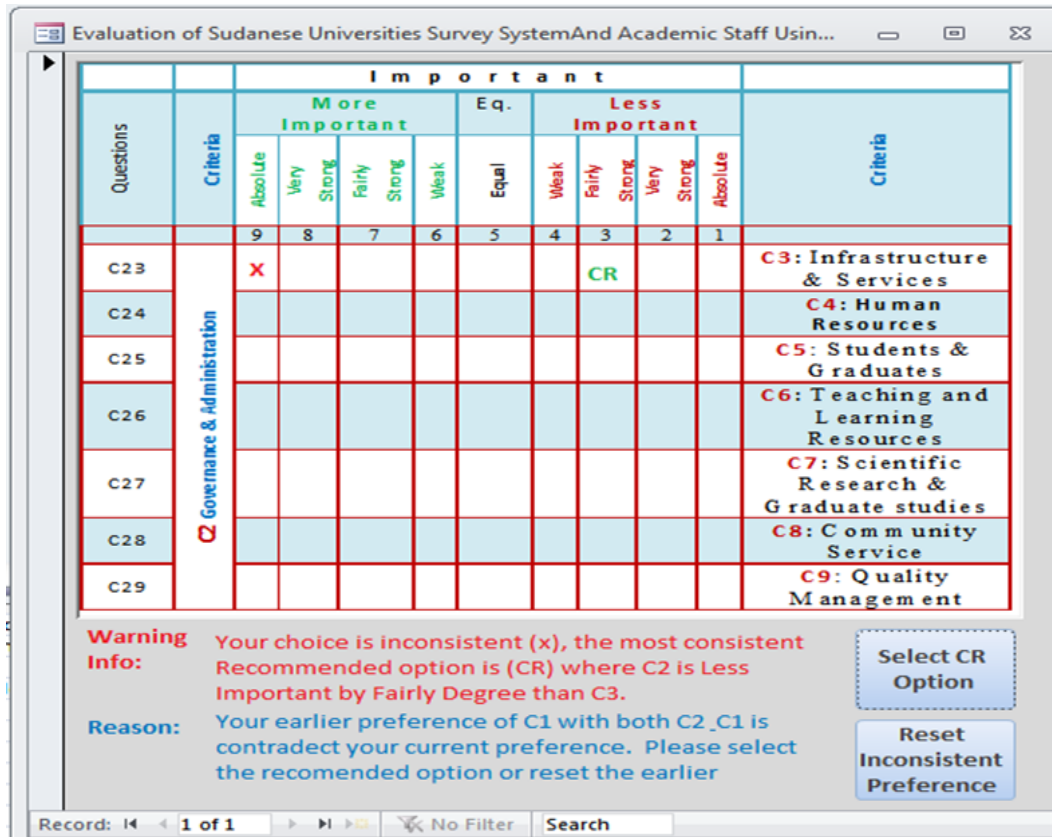 Evaluation of Sudanese Universities Survey SystemAnd Academic Staff Usin...
Important
Questions
Criteria
More
Important
Eq.
Less
Important
Criteria
Absolute
Very
Strong
Fairly
Strong
Weak
Equal
Weak
Fairly
Strong
Very
Strong
Absolute
9 8 7 6 5 4 3 2 1
C2 Governance & Administration
C23 X CR C3: Infrastructure
& Services
C24 C4: Human
Resources
C25 C5: Students &
Graduates
C26 C6: Teaching and
Learning
Resources
C27 C7: Scientific
Research &
Graduate studies
C28 C8: Community
Service
C29 C9: Quality
Management
Warning
Info:
Your choice is inconsistent (x), the most consistent
Recommended option is (CR) where C2 is Less
Important by Fairly Degree than C3.
Reason:
Your earlier preference of C1 with both C2_C1 is
contradect your current preference. Please select
the recomended option or reset the earlier
Select CR
Option
Reset
Inconsistent
Preference
Record: 1 of 1 No Filter Search